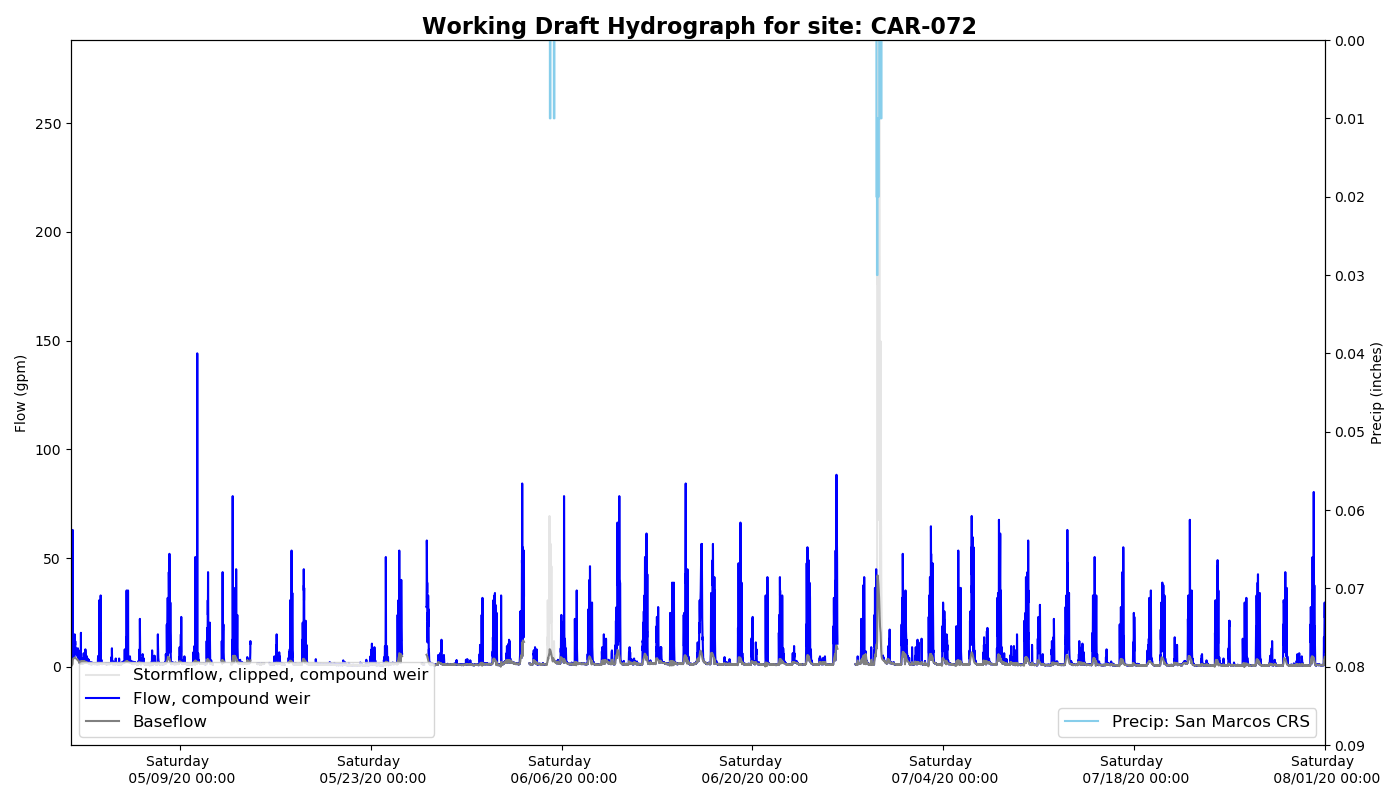 Working Draft Hydrograph for site: CAR-072
Flow (gpm)
250
200
150
100
50
0
Precip (inches)
0.00
0.01
0.02
0.03
0.04
0.05
0.06
0.07
0.08
0.09
Stormflow, clipped, compound weir
Flow, compound weir
Baseflow
Precip: San Marcos CRS
Saturday
05/09/20 00:00
Saturday
05/23/20 00:00
Saturday
06/06/20 00:00
Saturday
06/20/20 00:00
Saturday
07/04/20 00:00
Saturday
07/18/20 00:00
Saturday
08/01/20 00:00